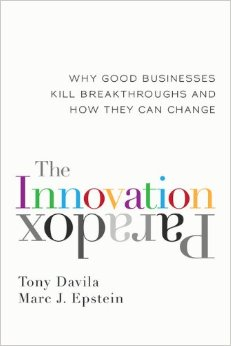 WHY GOOD BUSINESSES
KILL BREAKTHROUGHS AND
HOW THEY CAN CHANGE
The
Innovation
Paradox
Tony Davila
Marc J. Epstein